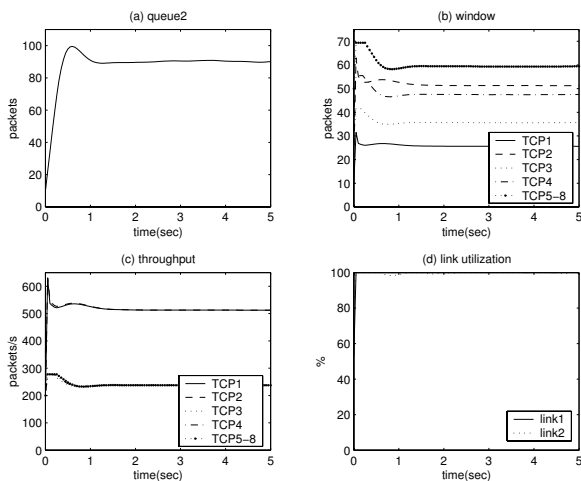 (a) queue2
100
80
60
40
20
0
packets
0 1 2 3 4 5
time(sec)
(b) window
70
60
50
40
30
20
10
0
packets
TCP1
TCP2
TCP3
TCP4
TCP5-8
0 1 2 3 4 5
time(sec)
(c) throughput
600
500
400
300
200
100
0
packets/s
TCP1
TCP2
TCP3
TCP4
TCP5-8
0 1 2 3 4 5
time(sec)
(d) link utilization
100
80
60
40
20
0
%
link1
link2
0 1 2 3 4 5
time(sec)